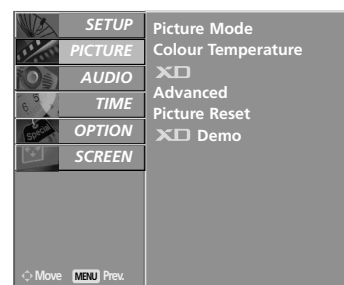 SETUP
PICTURE
AUDIO
TIME
OPTION
SCREEN
Picture Mode
Colour Temperature
XD
Advanced
Picture Reset
XD Demo
Move MENU Prev.